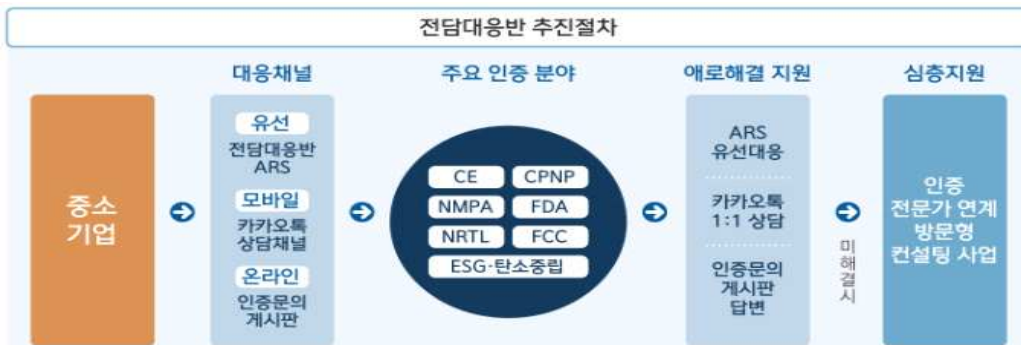 전담대응반 추진절차
대응채널
주요 인증 분야
애로해결 지원
심층지원
중소
기업
유선
전담대응반
ARS
모바일
카카오톡
상담채널
온라인
인증문의
게시판
CE
CPNP
NMPA
FDA
NRTL
FCC
ESG·탄소중립
ARS
유선대응
카카오톡
1:1 상담
인증문의
게시판
답변
미해결시
인증
전문가 연계
방문형
컨설팅 사업